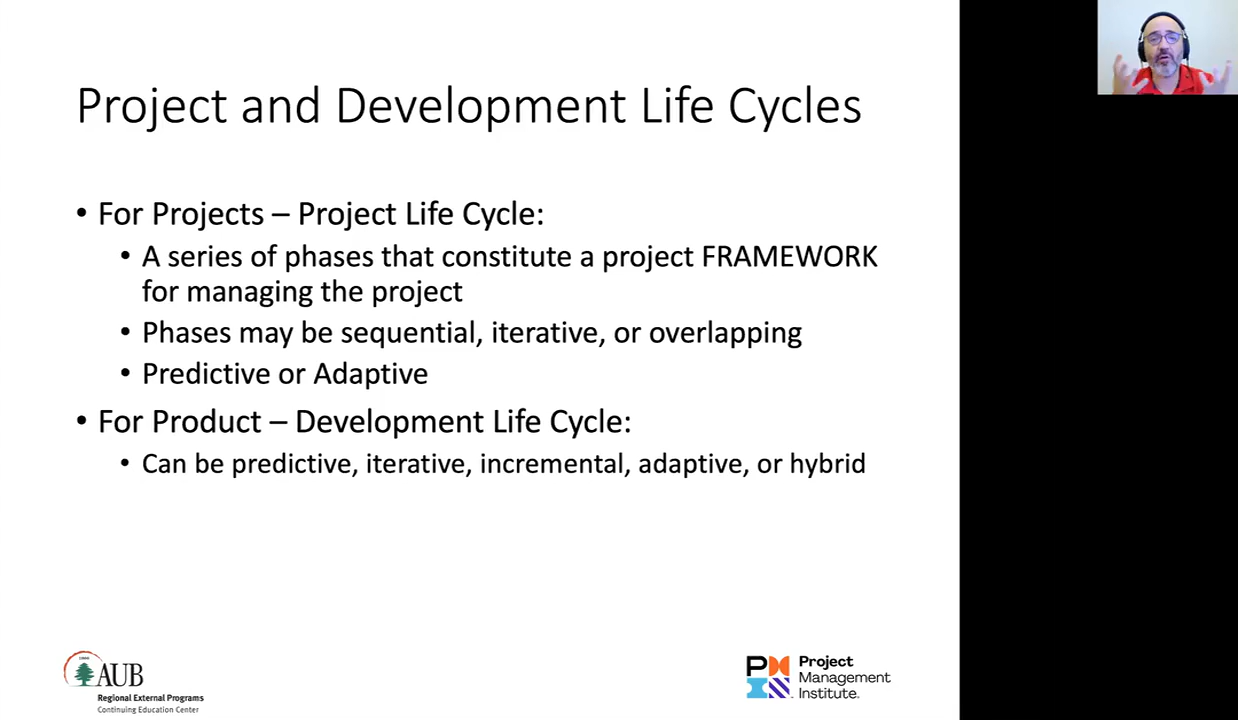 Project and Development Life Cycles
• For Projects – Project Life Cycle:
• A series of phases that constitute a project FRAMEWORK
for managing the project
• Phases may be sequential, iterative, or overlapping
• Predictive or Adaptive
• For Product – Development Life Cycle:
• Can be predictive, iterative, incremental, adaptive, or hybrid
AUB
Regional External Programs
Continuing Education Center
Project
Management
Institute.